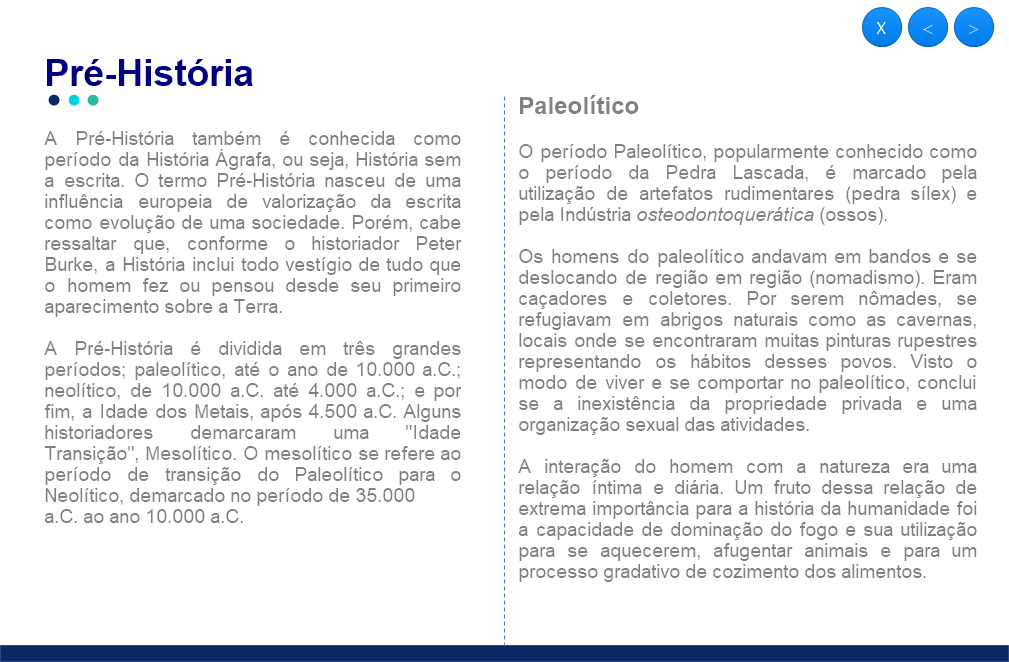 X < >
Pré-História
A Pré-História também é conhecida como
período da História Ágrafa, ou seja, História sem
a escrita. O termo Pré-História nasceu de uma
influência europeia de valorização da escrita
como evolução de uma sociedade. Porém, cabe
ressaltar que, conforme o historiador Peter
Burke, a História inclui todo vestígio de tudo que
o homem fez ou pensou desde seu primeiro
aparecimento sobre a Terra.
A Pré-História é dividida em três grandes
períodos; paleolítico, até o ano de 10.000 a.C.;
neolítico, de 10.000 a.C. até 4.000 a.C.; e por
fim, a Idade dos Metais, após 4.500 a.C. Alguns
historiadores demarcaram uma "Idade
Transição", Mesolítico. O mesolítico se refere ao
período de transição do Paleolítico para o
Neolítico, demarcado no período de 35.000
a.C. ao ano 10.000 a.C.
Paleolítico
O período Paleolítico, popularmente conhecido como
o período da Pedra Lascada, é marcado pela
utilização de artefatos rudimentares (pedra sílex) e
pela Indústria osteodontoquerática (ossos).
Os homens do paleolítico andavam em bandos e se
deslocando de região em região (nomadismo). Eram
caçadores e coletores. Por serem nômades, se
refugiavam em abrigos naturais como as cavernas,
locais onde se encontraram muitas pinturas rupestres
representando os hábitos desses povos. Visto o
modo de viver e se comportar no paleolítico, conclui
se a inexistência da propriedade privada e uma
organização sexual das atividades.
A interação do homem com a natureza era uma
relação íntima e diária. Um fruto dessa relação de
extrema importância para a história da humanidade foi
a capacidade de dominação do fogo e sua utilização
para se aquecerem, afugentar animais e para um
processo gradativo de cozimento dos alimentos.